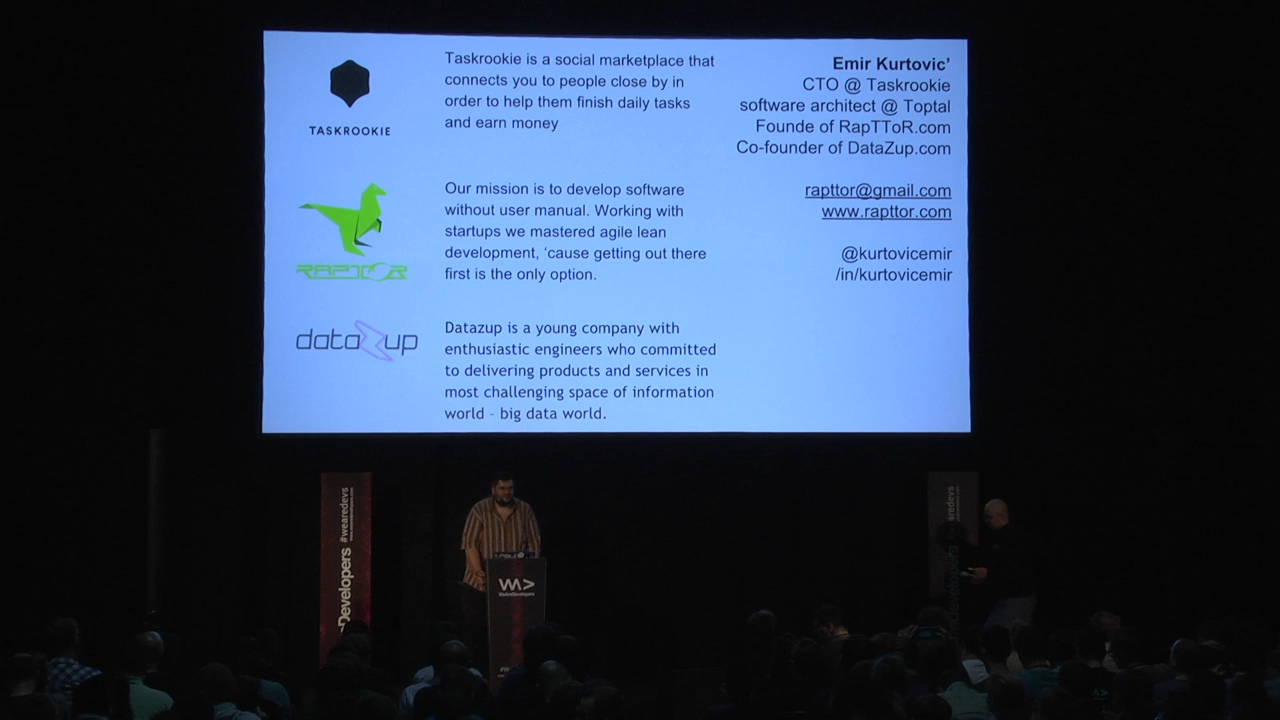 Taskrookie is a social marketplace that
connects you to people close by in
order to help them finish daily tasks
and earn money
TASKROOKIE
Emir Kurtovic’
CTO @ Taskrookie
software architect @ Toptal
Founde of RapTToR.com
Co-founder of DataZup.com
rapttor@gmail.com
www.rapttor.com
@kurtovicemir
/in/kurtovicemir
Our mission is to develop software
without user manual. Working with
startups we mastered agile lean
development, ‘cause getting out there
first is the only option.
RAPTOR
datazup
Datazup is a young company with
enthusiastic engineers who committed
to delivering products and services in
most challenging space of information
world - big data world.
#wearedevs
Developers
WeAreDevelopers